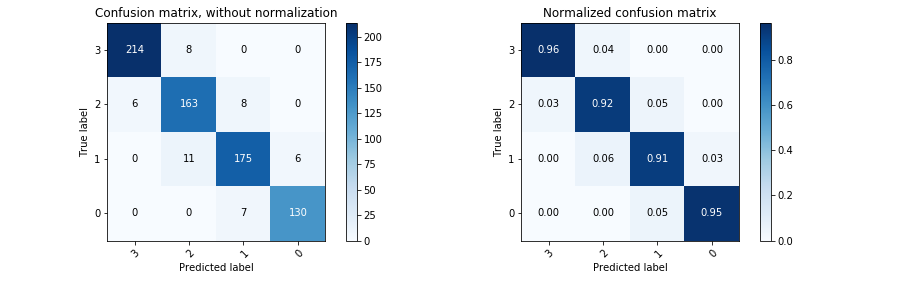 Confusion matrix, without normalization
True label
3 214 8 0 0
2 6 163 8 0
1 0 11 175 6
0 0 0 7 130
3 2 1 0
Predicted label
200
175
150
125
100
75
50
25
0
Normalized confusion matrix
True label
3 0.96 0.04 0.00 0.00
2 0.03 0.92 0.05 0.00
1 0.00 0.06 0.91 0.03
0 0.00 0.00 0.05 0.95
3 2 1 0
Predicted label
0.8
0.6
0.4
0.2
0.0